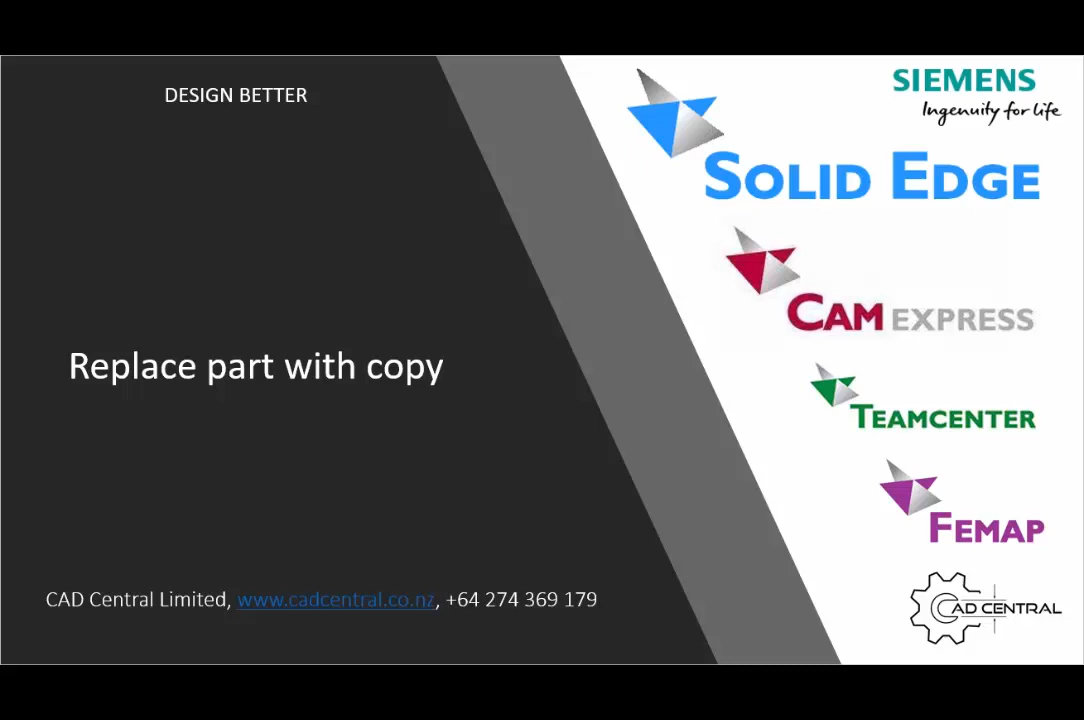 DESIGN BETTER
SIEMENS
Ingenuity for life
SOLID EDGE
CAM EXPRESS
Replace part with copy
TEAMCENTER
FEMAP
CAD Central Limited, www.cadcentral.co.nz, +64 274 369 179
CAD CENTRAL